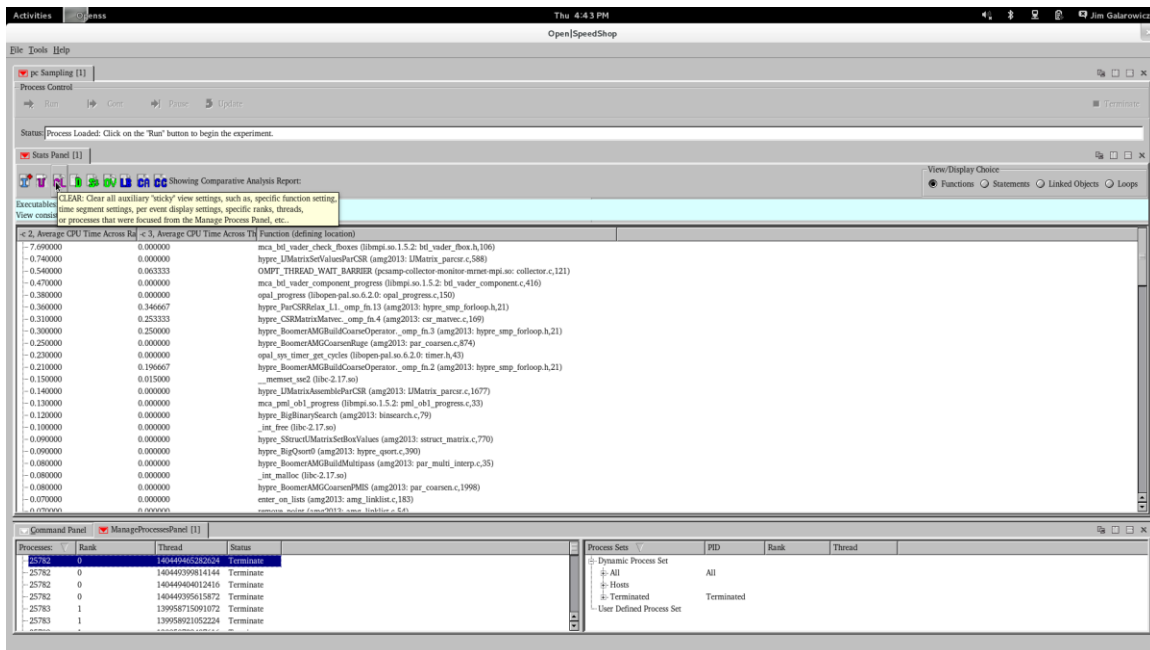 Activities
Thu 4:43 PM
Jim Galarowicz
Open|SpeedShop
File Tools Help
pc Sampling [1]
Process Control
Run Cont Pause Update Terminate
Status: Process Loaded: Click on the "Run" button to begin the experiment.
Stats Panel [1]
View/Display Choice
I U CL D SS OV LB CA CC Showing Comparative Analysis Report:
Functions Statements Linked Objects Loops
CLEAR: Clear all auxiliary "sticky" view settings, such as, specific function setting,
time segment settings, per event display settings, specific ranks, threads,
or processes that were focused from the Manage Process Panel, etc..
Executables
View consis
-< 2, Average CPU Time Across Ra -< 3, Average CPU Time Across Th Function (defining location)
7.690000 0.000000 mca_btl_vader_check_fboxes (libmpi.so.1.5.2: btl_vader_fbox.h,106)
0.740000 0.000000 hypre_IJMatrixSetValuesParCSR (amg2013: IJMatrix_parcsr.c,588)
0.540000 0.063333 OMPT_THREAD_WAIT_BARRIER (pcsamp-collector-monitor-mrnet-mpi.so: collector.c,121)
0.470000 0.000000 mca_btl_vader_component_progress (libmpi.so.1.5.2: btl_vader_component.c,416)
0.380000 0.000000 opal_progress (libopen-pal.so.6.2.0: opal_progress.c,150)
0.360000 0.346667 hypre_ParCSRRelax_L1._omp_fn.13 (amg2013: hypre_smp_forloop.h,21)
0.310000 0.253333 hypre_CSRMatrixMatvec._omp_fn.4 (amg2013: csr_matvec.c,169)
0.300000 0.250000 hypre_BoomerAMGBuildCoarseOperator._omp_fn.3 (amg2013: hypre_smp_forloop.h,21)
0.250000 0.000000 hypre_BoomerAMGCoarsenRuge (amg2013: par_coarsen.c,874)
0.230000 0.000000 opal_sys_timer_get_cycles (libopen-pal.so.6.2.0: timer.h,43)
0.210000 0.196667 hypre_BoomerAMGBuildCoarseOperator._omp_fn.2 (amg2013: hypre_smp_forloop.h,21)
0.150000 0.015000 __memset_sse2 (libc-2.17.so)
0.140000 0.000000 hypre_IJMatrixAssembleParCSR (amg2013: IJMatrix_parcsr.c,1677)
0.130000 0.000000 mca_pml_ob1_progress (libmpi.so.1.5.2: pml_ob1_progress.c,33)
0.120000 0.000000 hypre_BigBinarySearch (amg2013: binsearch.c,79)
0.100000 0.000000 _int_free (libc-2.17.so)
0.090000 0.000000 hypre_SStructUMatrixSetBoxValues (amg2013: sstruct_matrix.c,770)
0.090000 0.000000 hypre_BigQsort0 (amg2013: hypre_qsort.c,390)
0.080000 0.000000 hypre_BoomerAMGBuildMultipass (amg2013: par_multi_interp.c,35)
0.080000 0.000000 _int_malloc (libc-2.17.so)
0.080000 0.000000 hypre_BoomerAMGCoarsenPMIS (amg2013: par_coarsen.c,1998)
0.070000 0.000000 enter_on_lists (amg2013: amg_linklist.c,183)
0.070000 0.000000 remove_point (amg2013: amg_linklist.c,54)
Command Panel ManageProcessesPanel [1]
Processes: Rank Thread Status
25782 0 140449465282624 Terminate
25782 0 140449399814144 Terminate
25782 0 140449404012416 Terminate
25782 0 140449395615872 Terminate
25783 1 139958715091072 Terminate
25783 1 139958921052224 Terminate
Process Sets PID Rank Thread
Dynamic Process Set
All All
Hosts
Terminated Terminated
User Defined Process Set